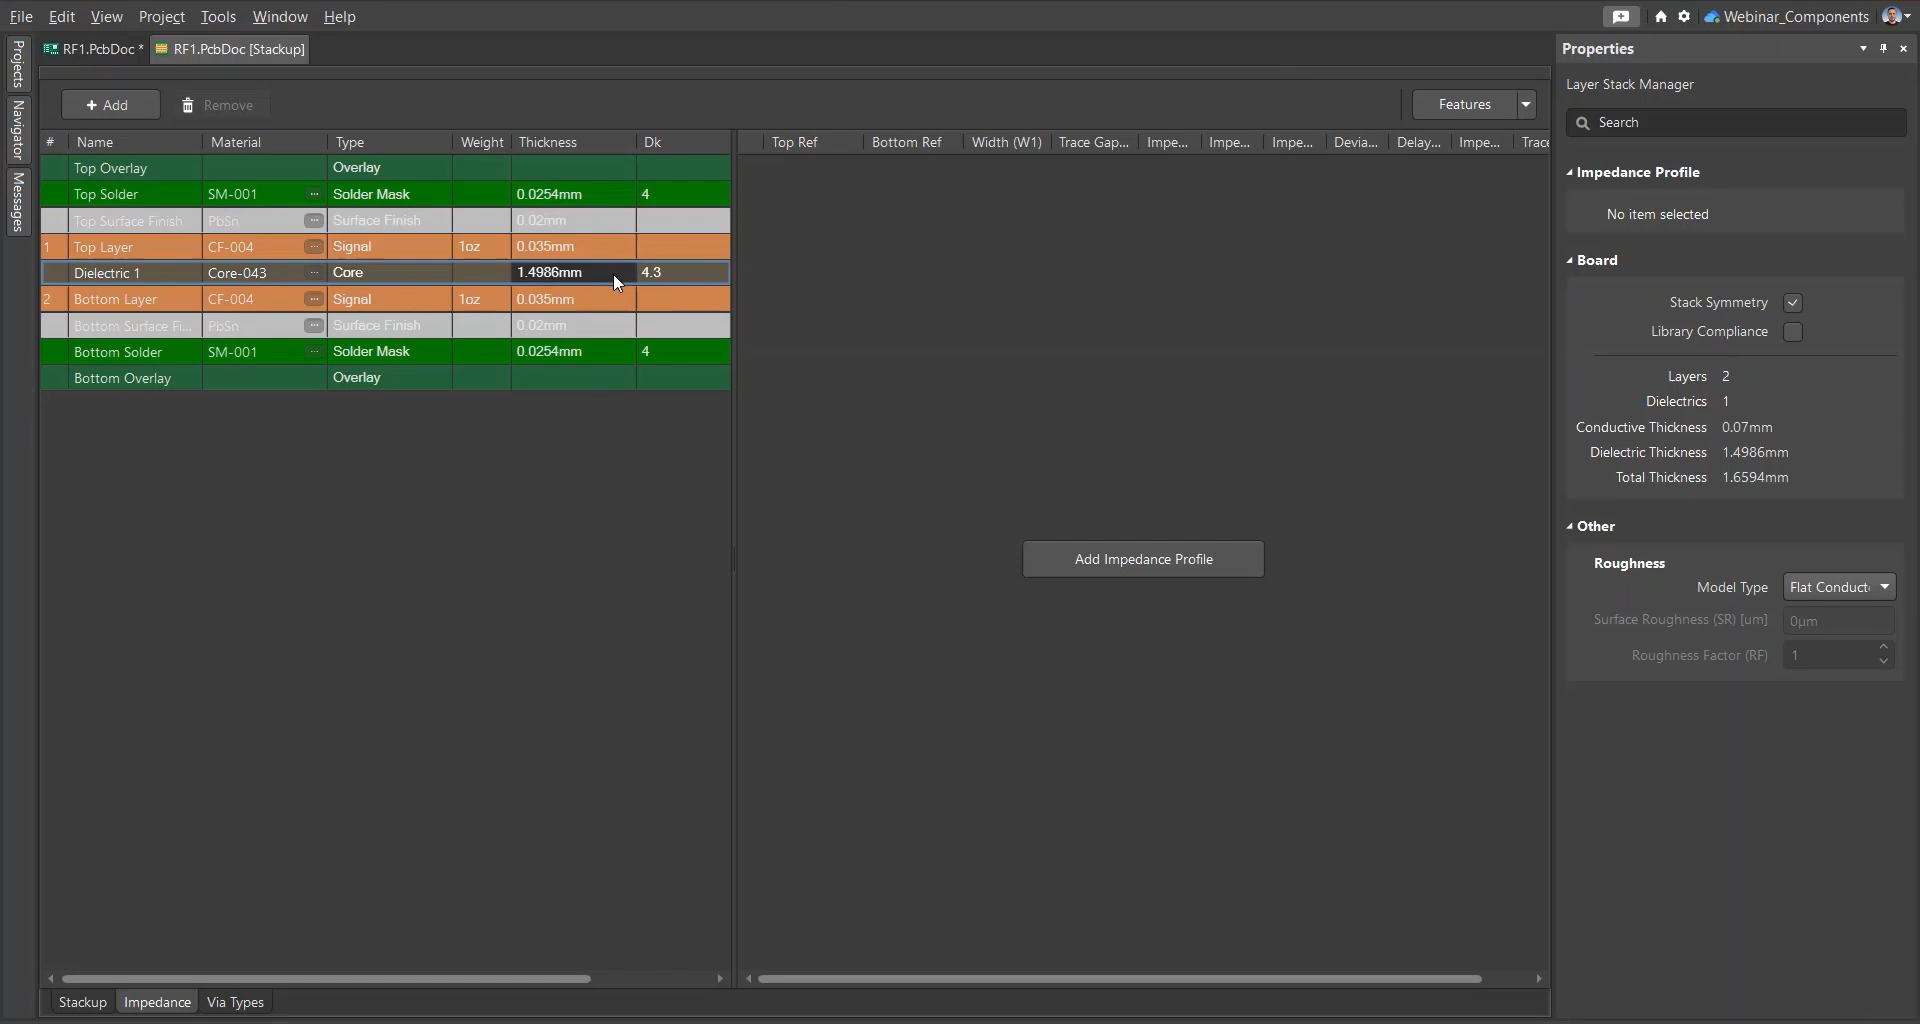 File Edit View Project Tools Window Help
Webinar_Components
Projects
Navigator
Messages
RF1.PcbDoc *
RF1.PcbDoc [Stackup]
+ Add
Remove
Features
# Name Material Type Weight Thickness Dk
Top Overlay Overlay
Top Solder SM-001 ... Solder Mask 0.0254mm 4
Top Surface Finish PbSn ... Surface Finish 0.02mm
1 Top Layer CF-004 ... Signal 1oz 0.035mm
Dielectric 1 Core-043 ... Core 1.4986mm 4.3
2 Bottom Layer CF-004 ... Signal 1oz 0.035mm
Bottom Surface Fi... PbSn ... Surface Finish 0.02mm
Bottom Solder SM-001 ... Solder Mask 0.0254mm 4
Bottom Overlay Overlay
Top Ref Bottom Ref Width (W1) Trace Gap... Impe... Impe... Impe... Devia... Delay... Impe... Trace
Add Impedance Profile
Stackup Impedance Via Types
Properties
Layer Stack Manager
Search
Impedance Profile
No item selected
Board
Stack Symmetry
Library Compliance
Layers 2
Dielectrics 1
Conductive Thickness 0.07mm
Dielectric Thickness 1.4986mm
Total Thickness 1.6594mm
Other
Roughness
Model Type Flat Conduct
Surface Roughness (SR) [um] 0µm
Roughness Factor (RF) 1